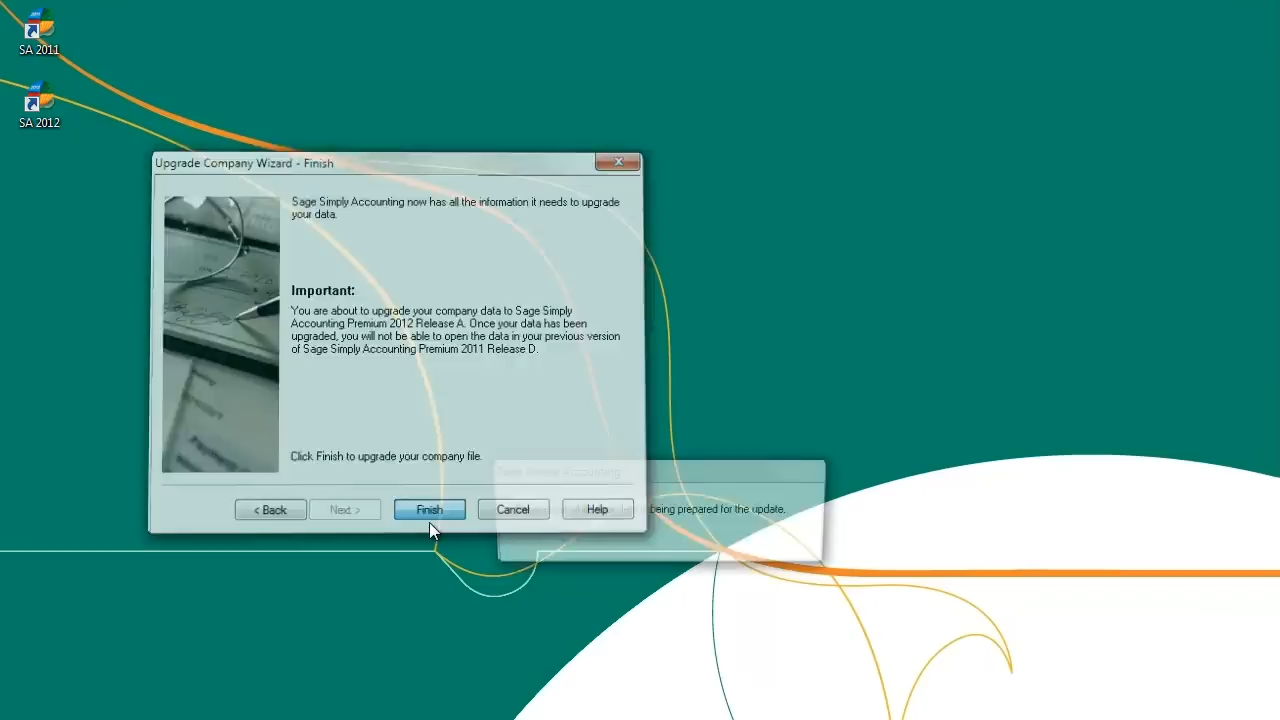 SA 2011
SA 2012
Upgrade Company Wizard - Finish
Sage Simply Accounting now has all the information it needs to upgrade
your data.
Important:
You are about to upgrade your company data to Sage Simply
Accounting Premium 2012 Release A. Once your data has been
upgraded, you will not be able to open the data in your previous version
of Sage Simply Accounting Premium 2011 Release D.
Click Finish to upgrade your company file.
< Back
Next >
Finish
Cancel
Help
being prepared for the update.